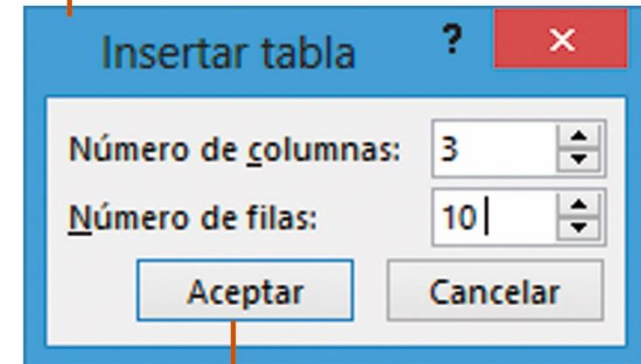 Insertar tabla ? ×
Número de columnas: 3
Número de filas: 10
Aceptar Cancelar